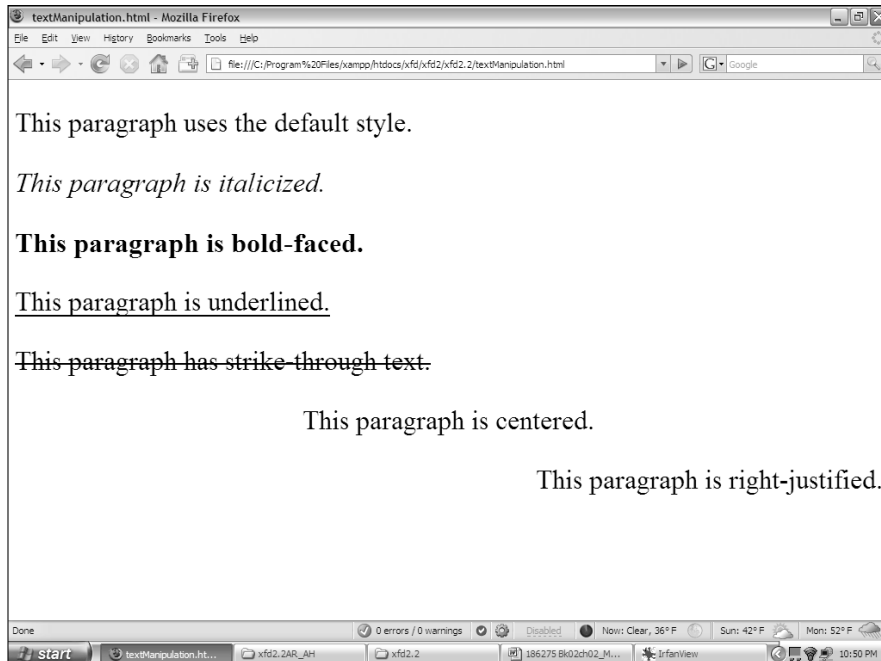 textManipulation.html - Mozilla Firefox
File Edit View History Bookmarks Tools Help
file:///C:/Program%20Files/xampp/htdocs/xfd/xfd2/xfd2.2/textManipulation.html G Google
This paragraph uses the default style.
This paragraph is italicized.
This paragraph is bold-faced.
This paragraph is underlined.
This paragraph has strike-through text.
This paragraph is centered.
This paragraph is right-justified.
Done 0 errors / 0 warnings Disabled Now: Clear, 36° F Sun: 42° F Mon: 52° F
start textManipulation.ht... xfd2.2AR_AH xfd2.2 186275 Bk02ch02_M... IrfanView 10:50 PM